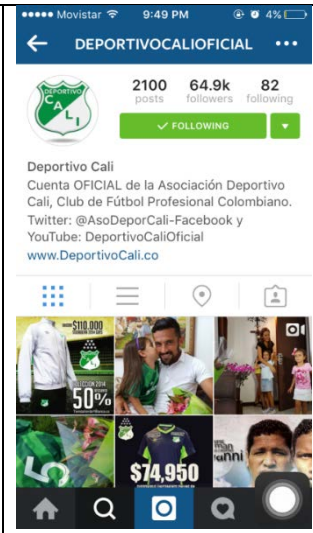 Movistar 9:49 PM 4%
DEPORTIVOCALIOFICIAL
DEPORTIVO
CALI
2100 64.9k 82
posts followers following
FOLLOWING
Deportivo Cali
Cuenta OFICIAL de la Asociación Deportivo
Cali, Club de Fútbol Profesional Colombiano.
Twitter: @AsoDeporCali-Facebook y
YouTube: DeportivoCaliOficial
www.DeportivoCali.co
$110.000
50%
$74,950